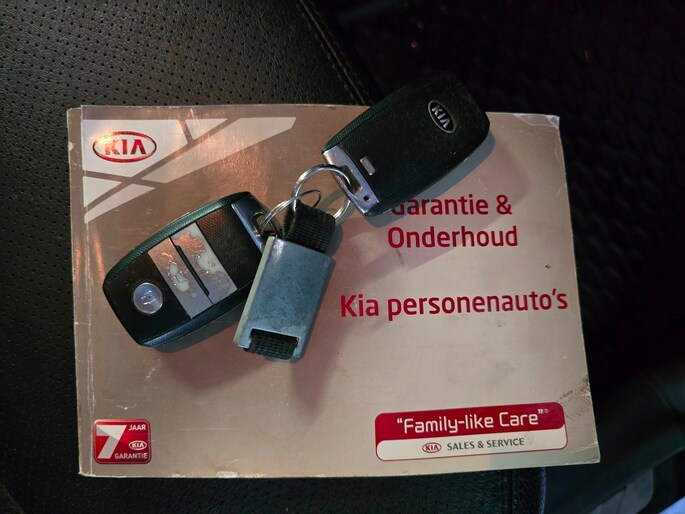 KIA
KIA
Garantie &
Onderhoud
Kia personenauto's
7 JAAR
KIA
GARANTIE
"Family-like Care"®
KIA SALES & SERVICE